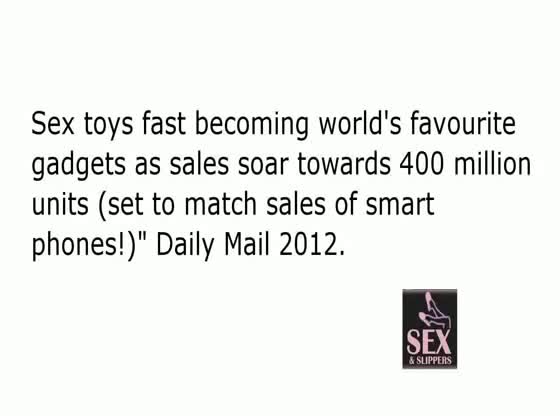 Sex toys fast becoming world's favourite
gadgets as sales soar towards 400 million
units (set to match sales of smart
phones!)" Daily Mail 2012.
SEX
& SLIPPERS